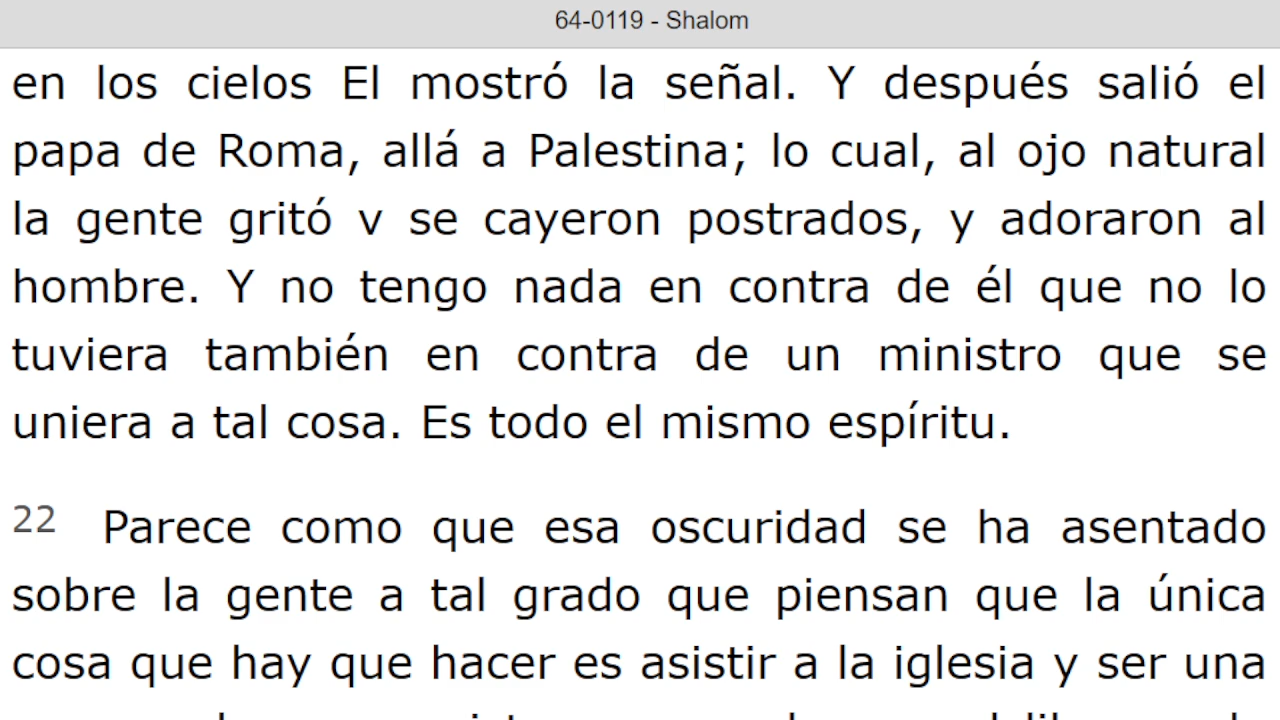 64-0119 - Shalom
en los cielos El mostró la señal. Y después salió el
papa de Roma, allá a Palestina; lo cual, al ojo natural
la gente gritó v se cayeron postrados, y adoraron al
hombre. Y no tengo nada en contra de él que no lo
tuviera también en contra de un ministro que se
uniera a tal cosa. Es todo el mismo espíritu.
22 Parece como que esa oscuridad se ha asentado
sobre la gente a tal grado que piensan que la única
cosa que hay que hacer es asistir a la iglesia y ser una